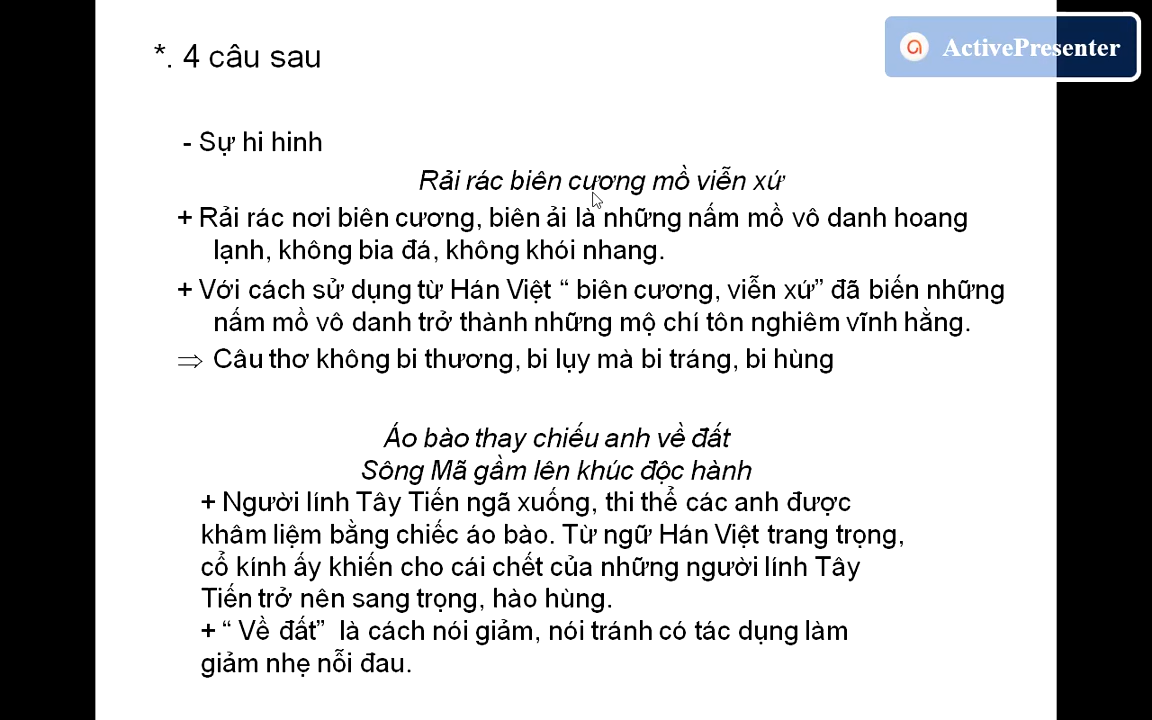 *. 4 câu sau
ActivePresenter
- Sự hi hinh
Rải rác biên cương mồ viễn xứ
+ Rải rác nơi biên cương, biên ải là những nấm mồ vô danh hoang
lạnh, không bia đá, không khói nhang.
+ Với cách sử dụng từ Hán Việt “ biên cương, viễn xứ” đã biến những
nấm mồ vô danh trở thành những mộ chí tôn nghiêm vĩnh hằng.
⇒ Câu thơ không bi thương, bi lụy mà bi tráng, bi hùng
Áo bào thay chiếu anh về đất
Sông Mã gầm lên khúc độc hành
+ Người lính Tây Tiến ngã xuống, thi thể các anh được
khâm liệm bằng chiếc áo bào. Từ ngữ Hán Việt trang trọng,
cổ kính ấy khiến cho cái chết của những người lính Tây
Tiến trở nên sang trọng, hào hùng.
+ “ Về đất” là cách nói giảm, nói tránh có tác dụng làm
giảm nhẹ nỗi đau.